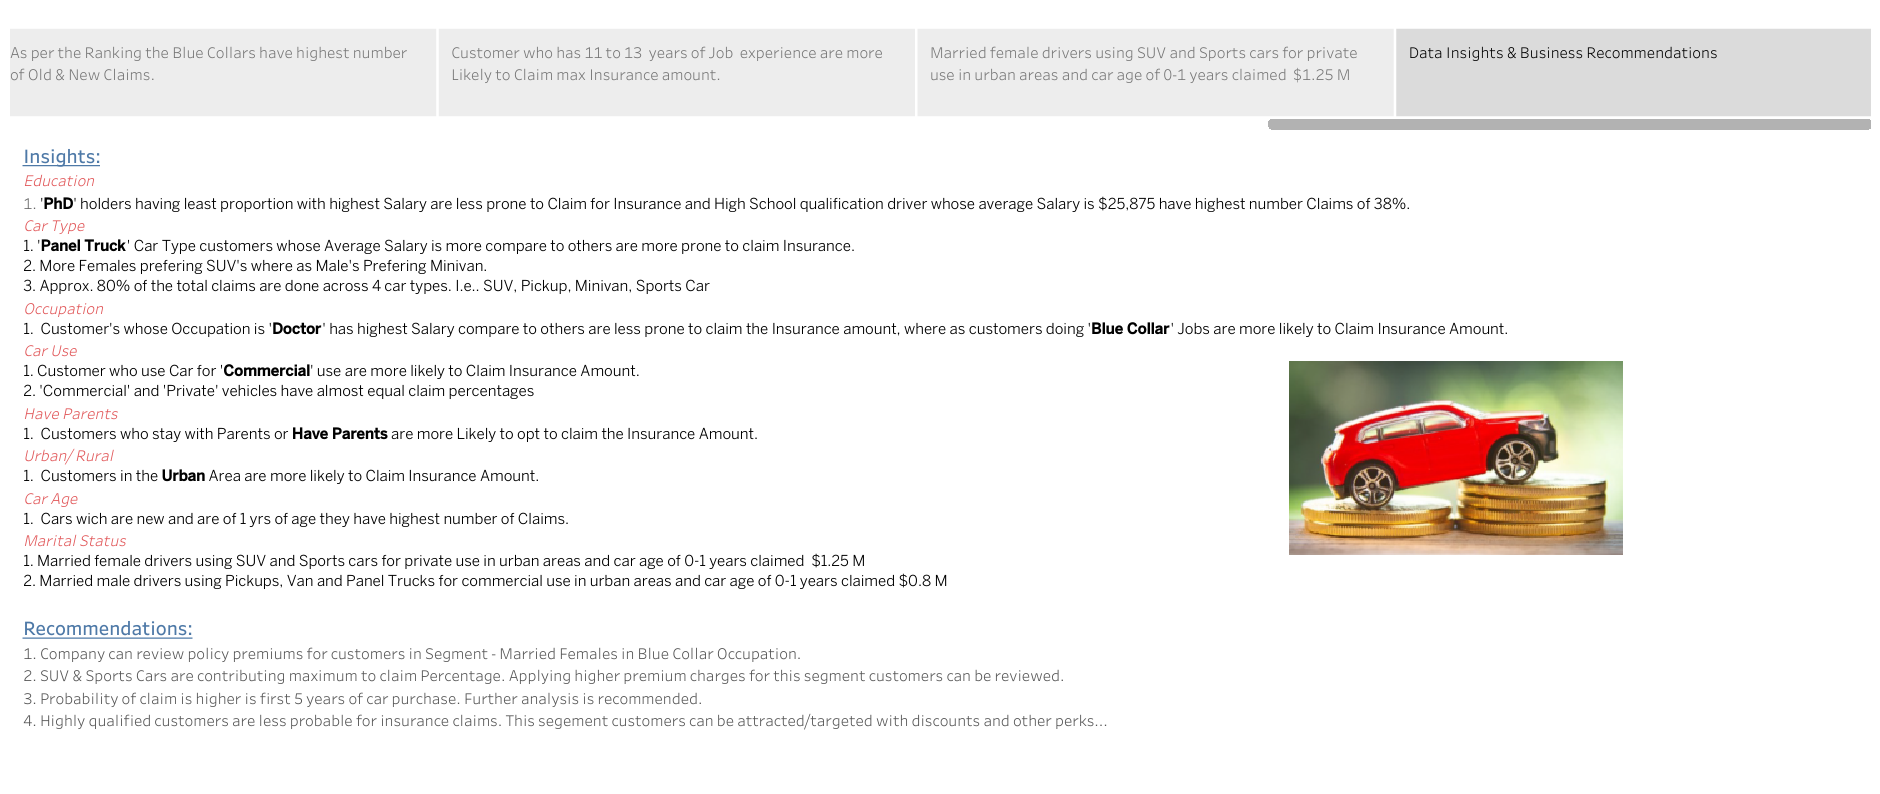 As per the Ranking the Blue Collars have highest number
of Old & New Claims.
Customer who has 11 to 13 years of Job experience are more
Likely to Claim max Insurance amount.
Married female drivers using SUV and Sports cars for private
use in urban areas and car age of 0-1 years claimed $1.25 M
Data Insights & Business Recommendations
Insights:
Education
1. 'PhD' holders having least proportion with highest Salary are less prone to Claim for Insurance and High School qualification driver whose average Salary is $25,875 have highest number Claims of 38%.
Car Type
1. 'Panel Truck' Car Type customers whose Average Salary is more compare to others are more prone to claim Insurance.
2. More Females prefering SUV's where as Male's Prefering Minivan.
3. Approx. 80% of the total claims are done across 4 car types. I.e.. SUV, Pickup, Minivan, Sports Car
Occupation
1. Customer's whose Occupation is 'Doctor' has highest Salary compare to others are less prone to claim the Insurance amount, where as customers doing 'Blue Collar' Jobs are more likely to Claim Insurance Amount.
Car Use
1. Customer who use Car for 'Commercial' use are more likely to Claim Insurance Amount.
2. 'Commercial' and 'Private' vehicles have almost equal claim percentages
Have Parents
1. Customers who stay with Parents or Have Parents are more Likely to opt to claim the Insurance Amount.
Urban/ Rural
1. Customers in the Urban Area are more likely to Claim Insurance Amount.
Car Age
1. Cars wich are new and are of 1 yrs of age they have highest number of Claims.
Marital Status
1. Married female drivers using SUV and Sports cars for private use in urban areas and car age of 0-1 years claimed $1.25 M
2. Married male drivers using Pickups, Van and Panel Trucks for commercial use in urban areas and car age of 0-1 years claimed $0.8 M
Recommendations:
1. Company can review policy premiums for customers in Segment - Married Females in Blue Collar Occupation.
2. SUV & Sports Cars are contributing maximum to claim Percentage. Applying higher premium charges for this segment customers can be reviewed.
3. Probability of claim is higher is first 5 years of car purchase. Further analysis is recommended.
4. Highly qualified customers are less probable for insurance claims. This segement customers can be attracted/targeted with discounts and other perks...